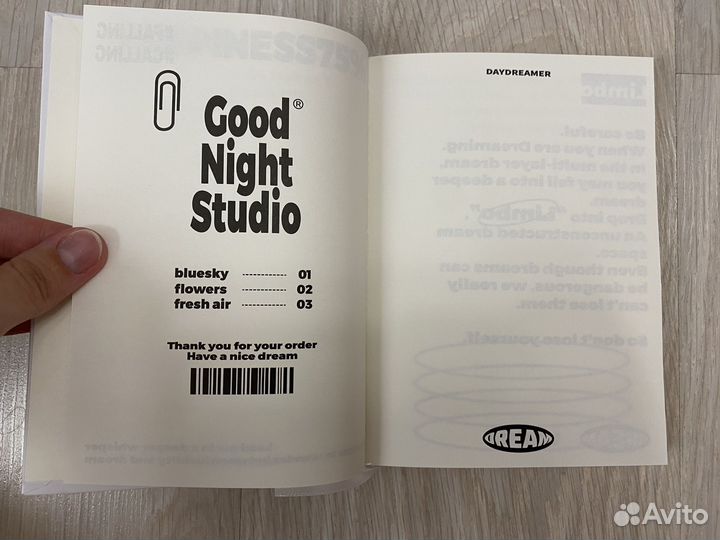 Good®
Night
Studio
bluesky ------------ 01
flowers ------------ 02
fresh air ------------ 03
Thank you for your order
Have a nice dream
DAYDREAMER
Limbo
Be careful.
When you are Dreaming.
in the multi-layer dream.
you may fall into a deeper
dream.
Drop into "Limbo".
An unconstructed dream
space.
Even though dreams can
be dangerous, we really
can't lose them.
So don't lose yourself.
DREAM
Avito